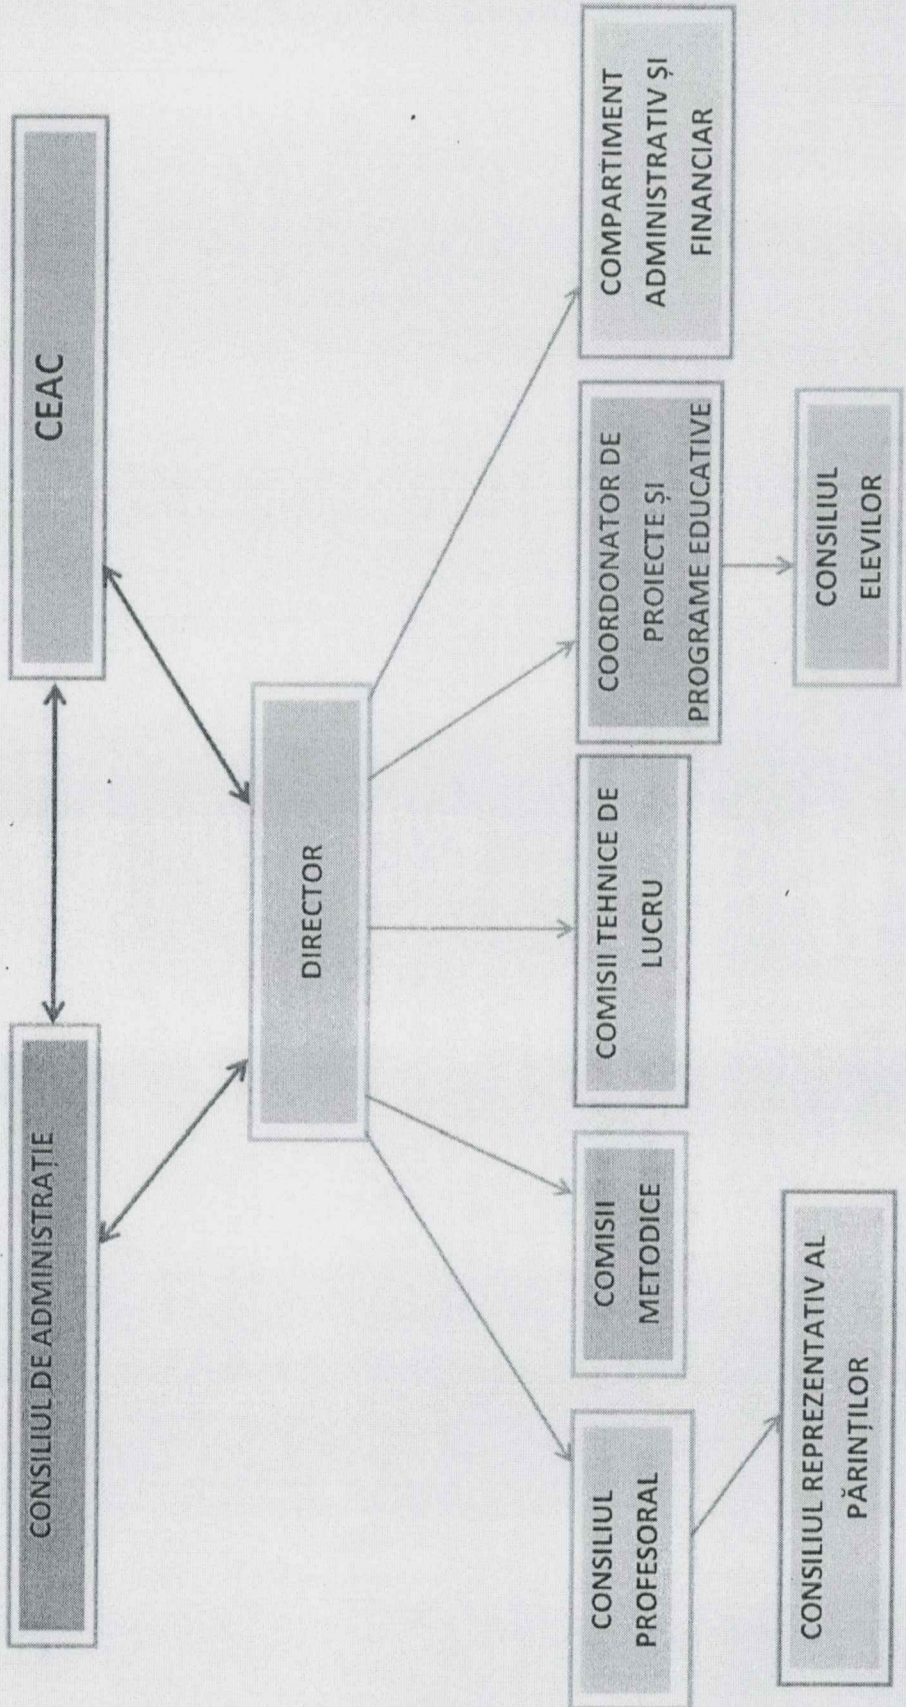 CONSILIUL DE ADMINISTRAȚIE
CEAC
DIRECTOR
CONSILIUL
PROFESORAL
COMISII
METODICE
COMISII TEHNICE DE
LUCRU
COORDONATOR DE
PROIECTE ȘI
PROGRAME EDUCATIVE
COMPARTIMENT
ADMINISTRATIV ȘI
FINANCIAR
CONSILIUL REPREZENTATIV AL
PĂRINȚILOR
CONSILIUL
ELEVILOR